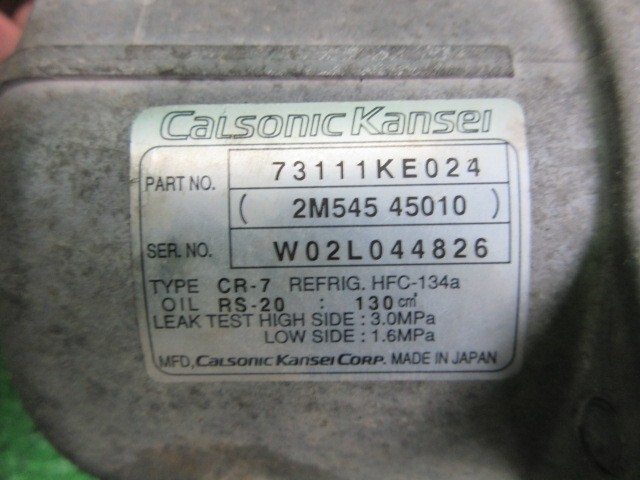 Calsonic Kansei
PART NO. 73111KE024
( 2M545 45010 )
SER. NO. W02L044826
TYPE CR-7 REFRIG. HFC-134a
OIL RS-20 : 130㎤
LEAK TEST HIGH SIDE : 3.0MPa
LOW SIDE : 1.6MPa
MFD, Calsonic Kansei Corp. MADE IN JAPAN